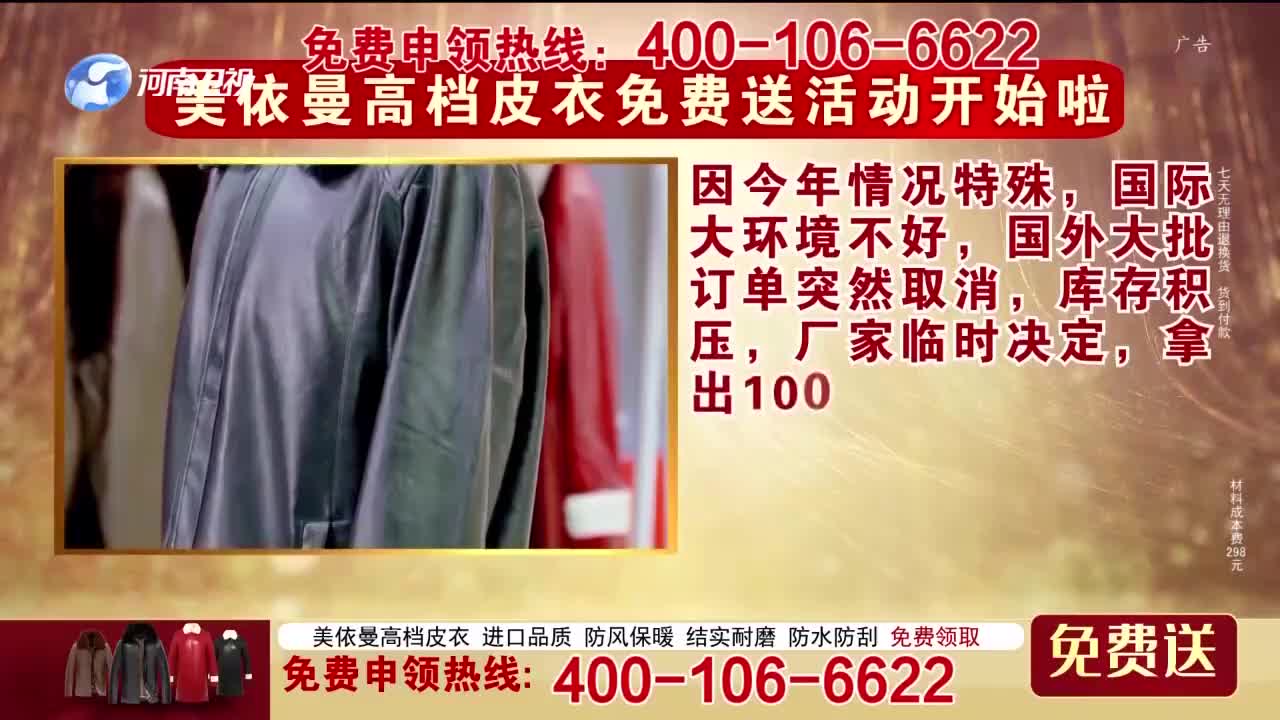 免费申领热线：400-106-6622
广告
河南卫视
美依曼高档皮衣免费送活动开始啦
因今年情况特殊，国际
大环境不好，国外大批
订单突然取消，库存积
压，厂家临时决定，拿
出100
七天无理由退换货 货到付款
材料成本费298元
美依曼高档皮衣 进口品质 防风保暖 结实耐磨 防水防刮 免费领取
免费申领热线：400-106-6622
免费送